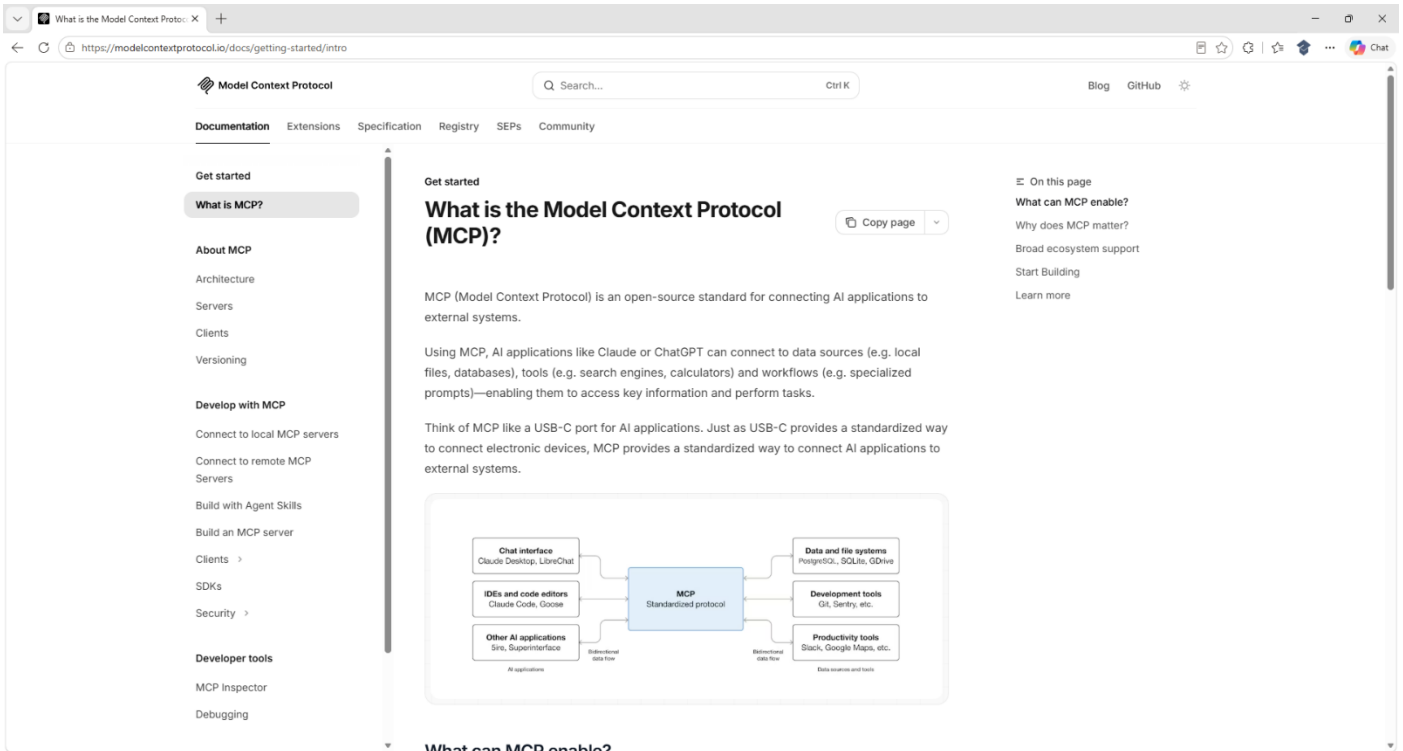 What is the Model Context Protoc
https://modelcontextprotocol.io/docs/getting-started/intro
Chat
Model Context Protocol
Search...
Ctrl K
Blog
GitHub
Documentation
Extensions
Specification
Registry
SEPs
Community
Get started
What is MCP?
About MCP
Architecture
Servers
Clients
Versioning
Develop with MCP
Connect to local MCP servers
Connect to remote MCP
Servers
Build with Agent Skills
Build an MCP server
Clients
SDKs
Security
Developer tools
MCP Inspector
Debugging
Get started
What is the Model Context Protocol
(MCP)?
Copy page
MCP (Model Context Protocol) is an open-source standard for connecting AI applications to
external systems.
Using MCP, AI applications like Claude or ChatGPT can connect to data sources (e.g. local
files, databases), tools (e.g. search engines, calculators) and workflows (e.g. specialized
prompts)—enabling them to access key information and perform tasks.
Think of MCP like a USB-C port for AI applications. Just as USB-C provides a standardized way
to connect electronic devices, MCP provides a standardized way to connect AI applications to
external systems.
Chat interface
Claude Desktop, LibreChat
IDEs and code editors
Claude Code, Goose
Other AI applications
5ire, Superinterface
Bidirectional
data flow
AI applications
MCP
Standardized protocol
Data and file systems
PostgreSQL, SQLite, GDrive
Development tools
Git, Sentry, etc.
Productivity tools
Slack, Google Maps, etc.
Bidirectional
data flow
Data sources and tools
What can MCP enable?
On this page
What can MCP enable?
Why does MCP matter?
Broad ecosystem support
Start Building
Learn more